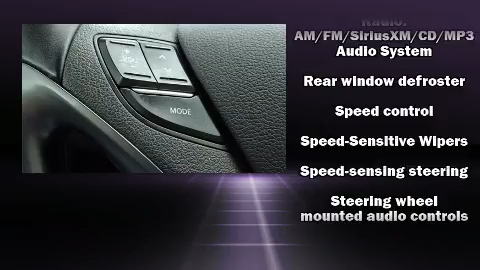 Radio:
AM/FM/SiriusXM/CD/MP3
Audio System
Rear window defroster
Speed control
Speed-Sensitive Wipers
Speed-sensing steering
Steering wheel
mounted audio controls
MODE